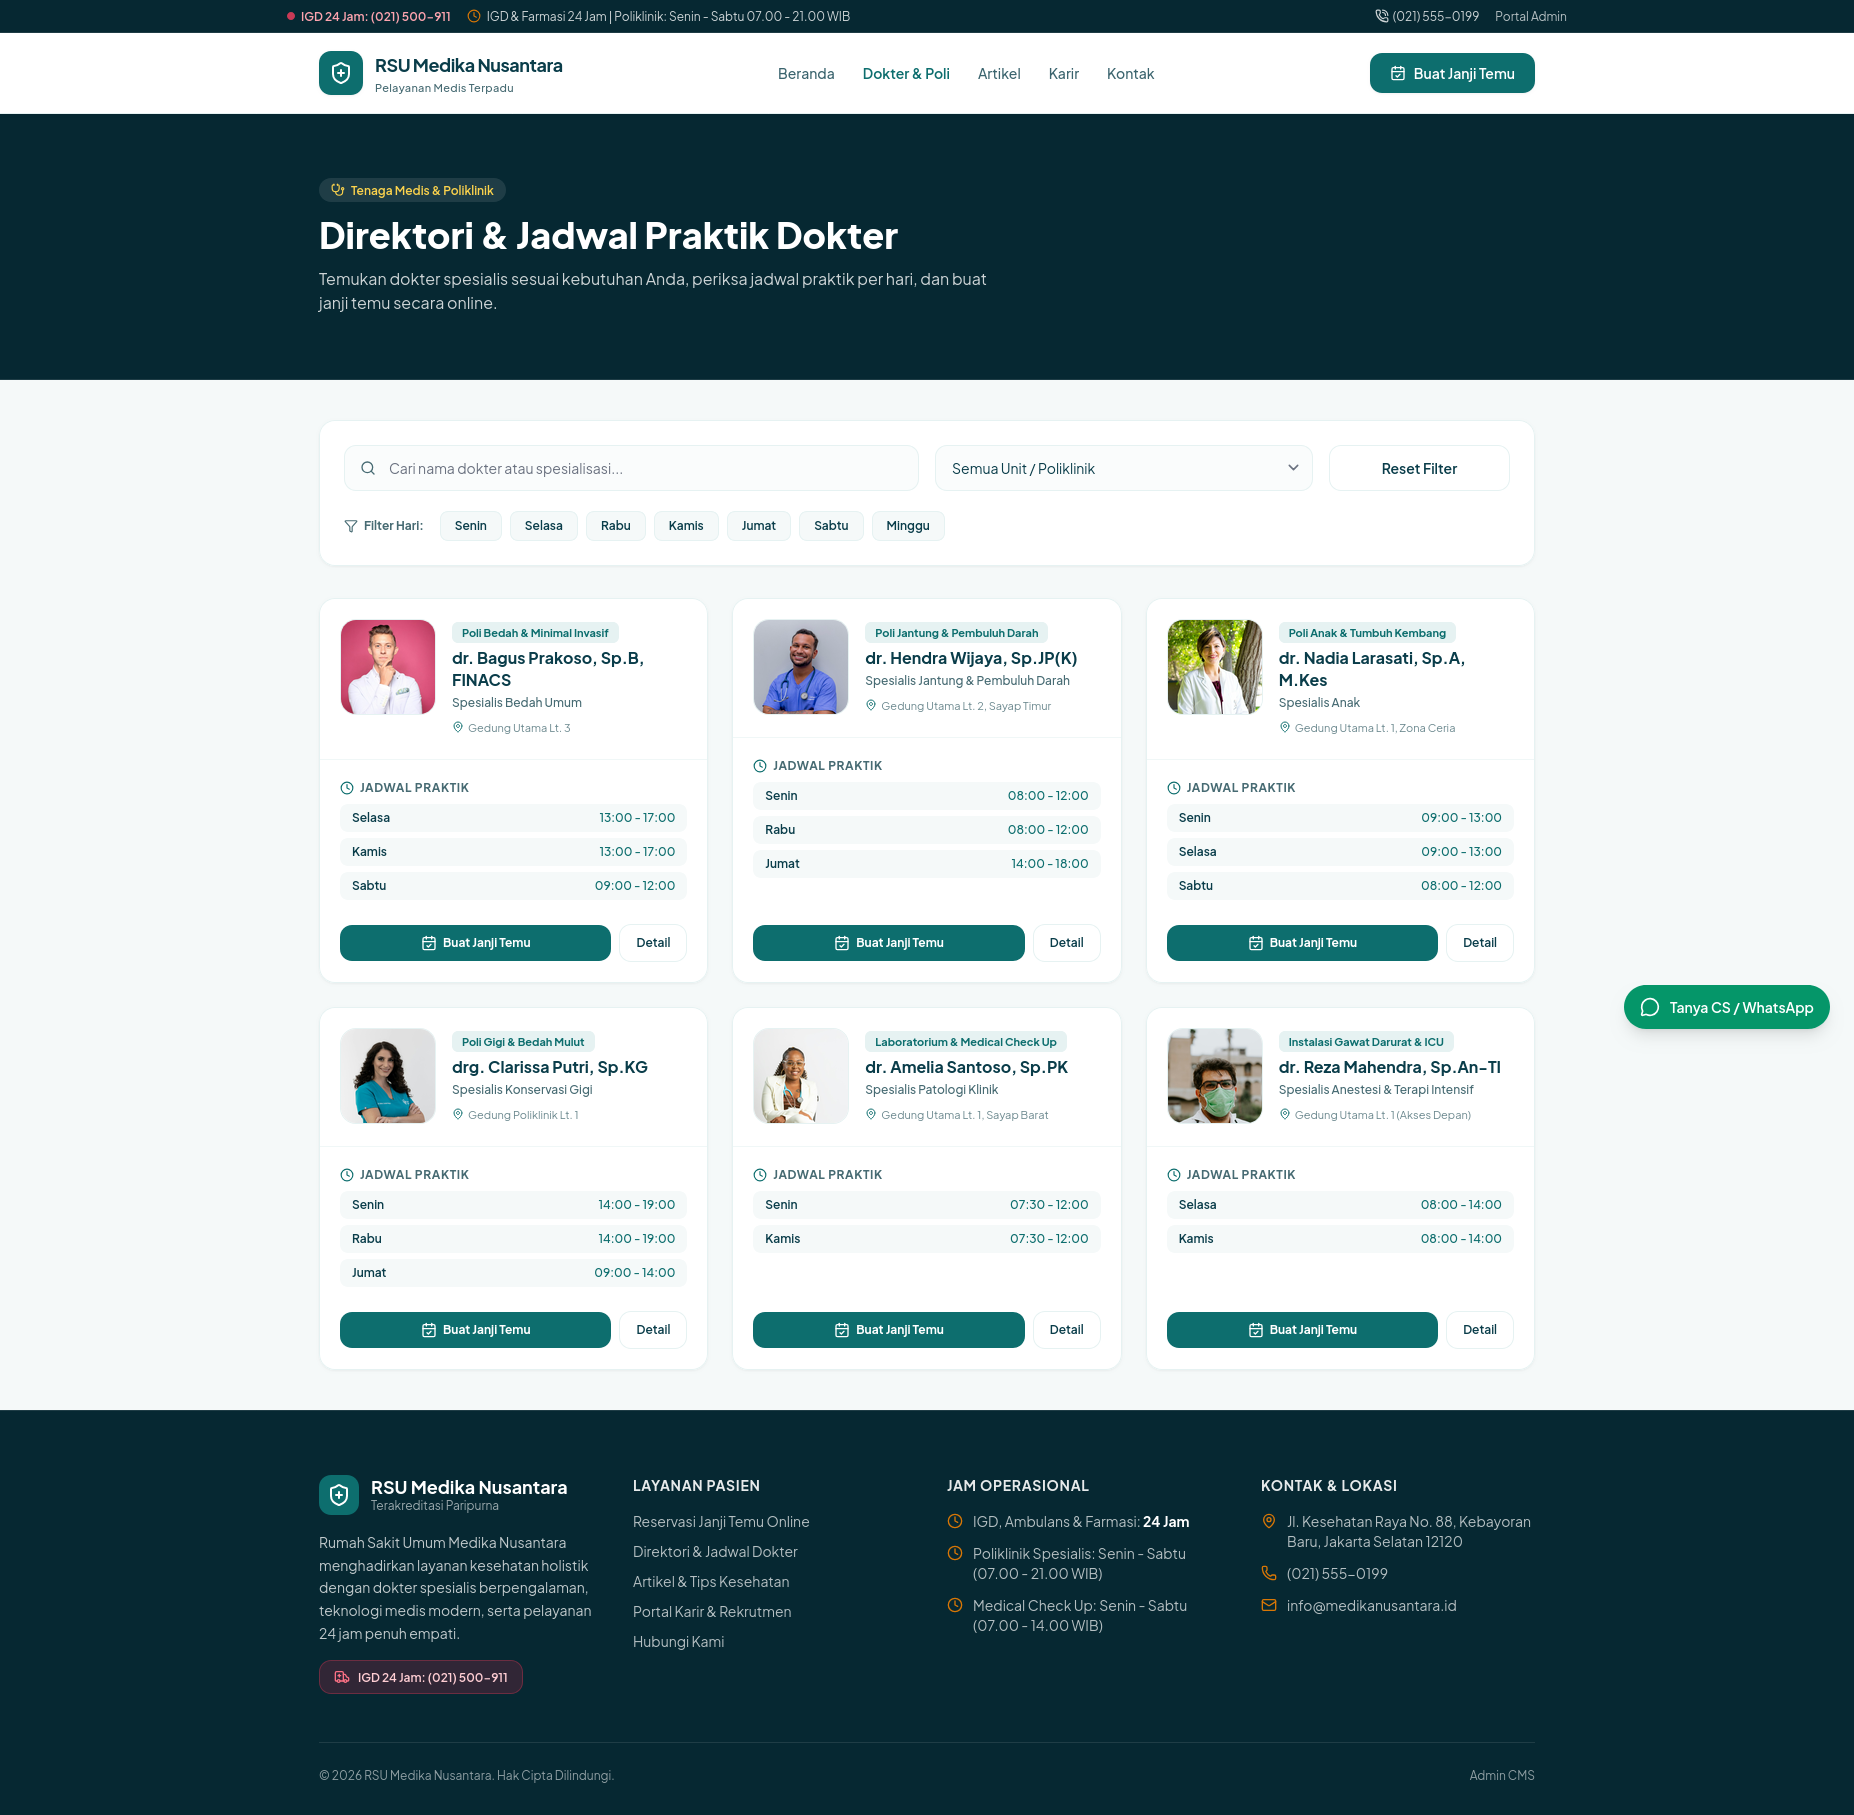 IGD 24 Jam: (021) 500-911
IGD & Farmasi 24 Jam | Poliklinik: Senin - Sabtu 07.00 - 21.00 WIB
(021) 555-0199
Portal Admin
RSU Medika Nusantara
Pelayanan Medis Terpadu
Beranda
Dokter & Poli
Artikel
Karir
Kontak
Buat Janji Temu
Tenaga Medis & Poliklinik
Direktori & Jadwal Praktik Dokter
Temukan dokter spesialis sesuai kebutuhan Anda, periksa jadwal praktik per hari, dan buat
janji temu secara online.
Cari nama dokter atau spesialisasi...
Semua Unit / Poliklinik
Reset Filter
Filter Hari:
Senin
Selasa
Rabu
Kamis
Jumat
Sabtu
Minggu
Poli Bedah & Minimal Invasif
dr. Bagus Prakoso, Sp.B,
FINACS
Spesialis Bedah Umum
Gedung Utama Lt. 3
JADWAL PRAKTIK
Selasa 13:00 - 17:00
Kamis 13:00 - 17:00
Sabtu 09:00 - 12:00
Buat Janji Temu
Detail
Poli Jantung & Pembuluh Darah
dr. Hendra Wijaya, Sp.JP(K)
Spesialis Jantung & Pembuluh Darah
Gedung Utama Lt. 2, Sayap Timur
JADWAL PRAKTIK
Senin 08:00 - 12:00
Rabu 08:00 - 12:00
Jumat 14:00 - 18:00
Buat Janji Temu
Detail
Poli Anak & Tumbuh Kembang
dr. Nadia Larasati, Sp.A,
M.Kes
Spesialis Anak
Gedung Utama Lt. 1, Zona Ceria
JADWAL PRAKTIK
Senin 09:00 - 13:00
Selasa 09:00 - 13:00
Sabtu 08:00 - 12:00
Buat Janji Temu
Detail
Tanya CS / WhatsApp
Poli Gigi & Bedah Mulut
drg. Clarissa Putri, Sp.KG
Spesialis Konservasi Gigi
Gedung Poliklinik Lt. 1
JADWAL PRAKTIK
Senin 14:00 - 19:00
Rabu 14:00 - 19:00
Jumat 09:00 - 14:00
Buat Janji Temu
Detail
Laboratorium & Medical Check Up
dr. Amelia Santoso, Sp.PK
Spesialis Patologi Klinik
Gedung Utama Lt. 1, Sayap Barat
JADWAL PRAKTIK
Senin 07:30 - 12:00
Kamis 07:30 - 12:00
Buat Janji Temu
Detail
Instalasi Gawat Darurat & ICU
dr. Reza Mahendra, Sp.An-TI
Spesialis Anestesi & Terapi Intensif
Gedung Utama Lt. 1 (Akses Depan)
JADWAL PRAKTIK
Selasa 08:00 - 14:00
Kamis 08:00 - 14:00
Buat Janji Temu
Detail
RSU Medika Nusantara
Terakreditasi Paripurna
Rumah Sakit Umum Medika Nusantara
menghadirkan layanan kesehatan holistik
dengan dokter spesialis berpengalaman,
teknologi medis modern, serta pelayanan
24 jam penuh empati.
IGD 24 Jam: (021) 500-911
LAYANAN PASIEN
Reservasi Janji Temu Online
Direktori & Jadwal Dokter
Artikel & Tips Kesehatan
Portal Karir & Rekrutmen
Hubungi Kami
JAM OPERASIONAL
IGD, Ambulans & Farmasi: 24 Jam
Poliklinik Spesialis: Senin - Sabtu
(07.00 - 21.00 WIB)
Medical Check Up: Senin - Sabtu
(07.00 - 14.00 WIB)
KONTAK & LOKASI
Jl. Kesehatan Raya No. 88, Kebayoran
Baru, Jakarta Selatan 12120
(021) 555-0199
info@medikanusantara.id
© 2026 RSU Medika Nusantara. Hak Cipta Dilindungi.
Admin CMS